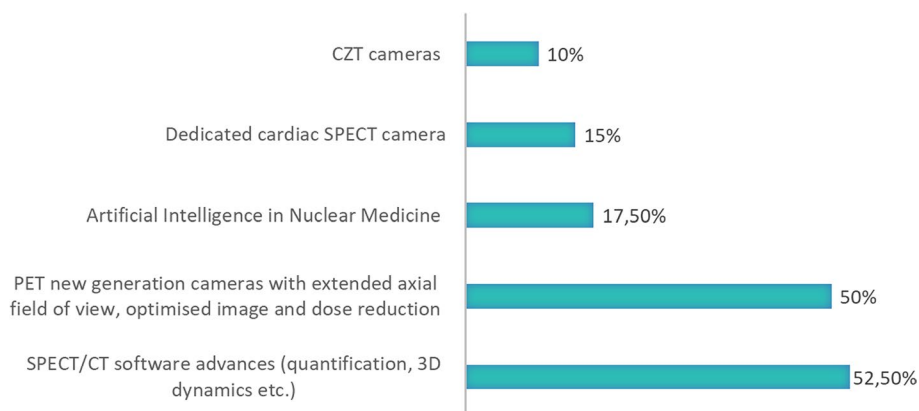 CZT cameras
10%
Dedicated cardiac SPECT camera
15%
Artificial Intelligence in Nuclear Medicine
17,50%
PET new generation cameras with extended axial
field of view, optimised image and dose reduction
50%
SPECT/CT software advances (quantification, 3D
dynamics etc.)
52,50%